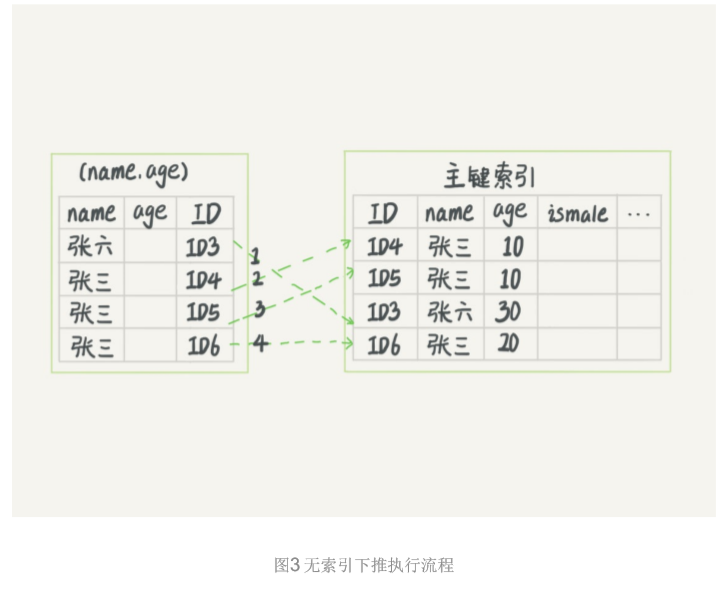 (name.age)
name age ID
张六 ID3
张三 ID4
张三 ID5
张三 ID6
1
2
3
4
主键索引
ID name age ismale ...
ID4 张三 10
ID5 张三 10
ID3 张六 30
ID6 张三 20
图3 无索引下推执行流程